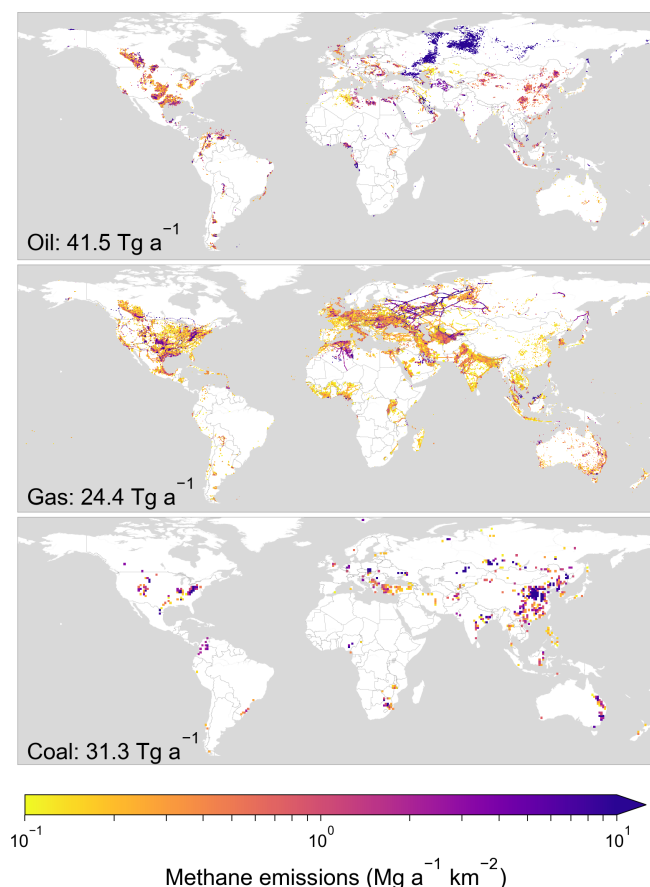 Oil: 41.5 Tg a⁻¹
Gas: 24.4 Tg a⁻¹
Coal: 31.3 Tg a⁻¹
10⁻¹ 10⁰ 10¹
Methane emissions (Mg a⁻¹ km⁻²)